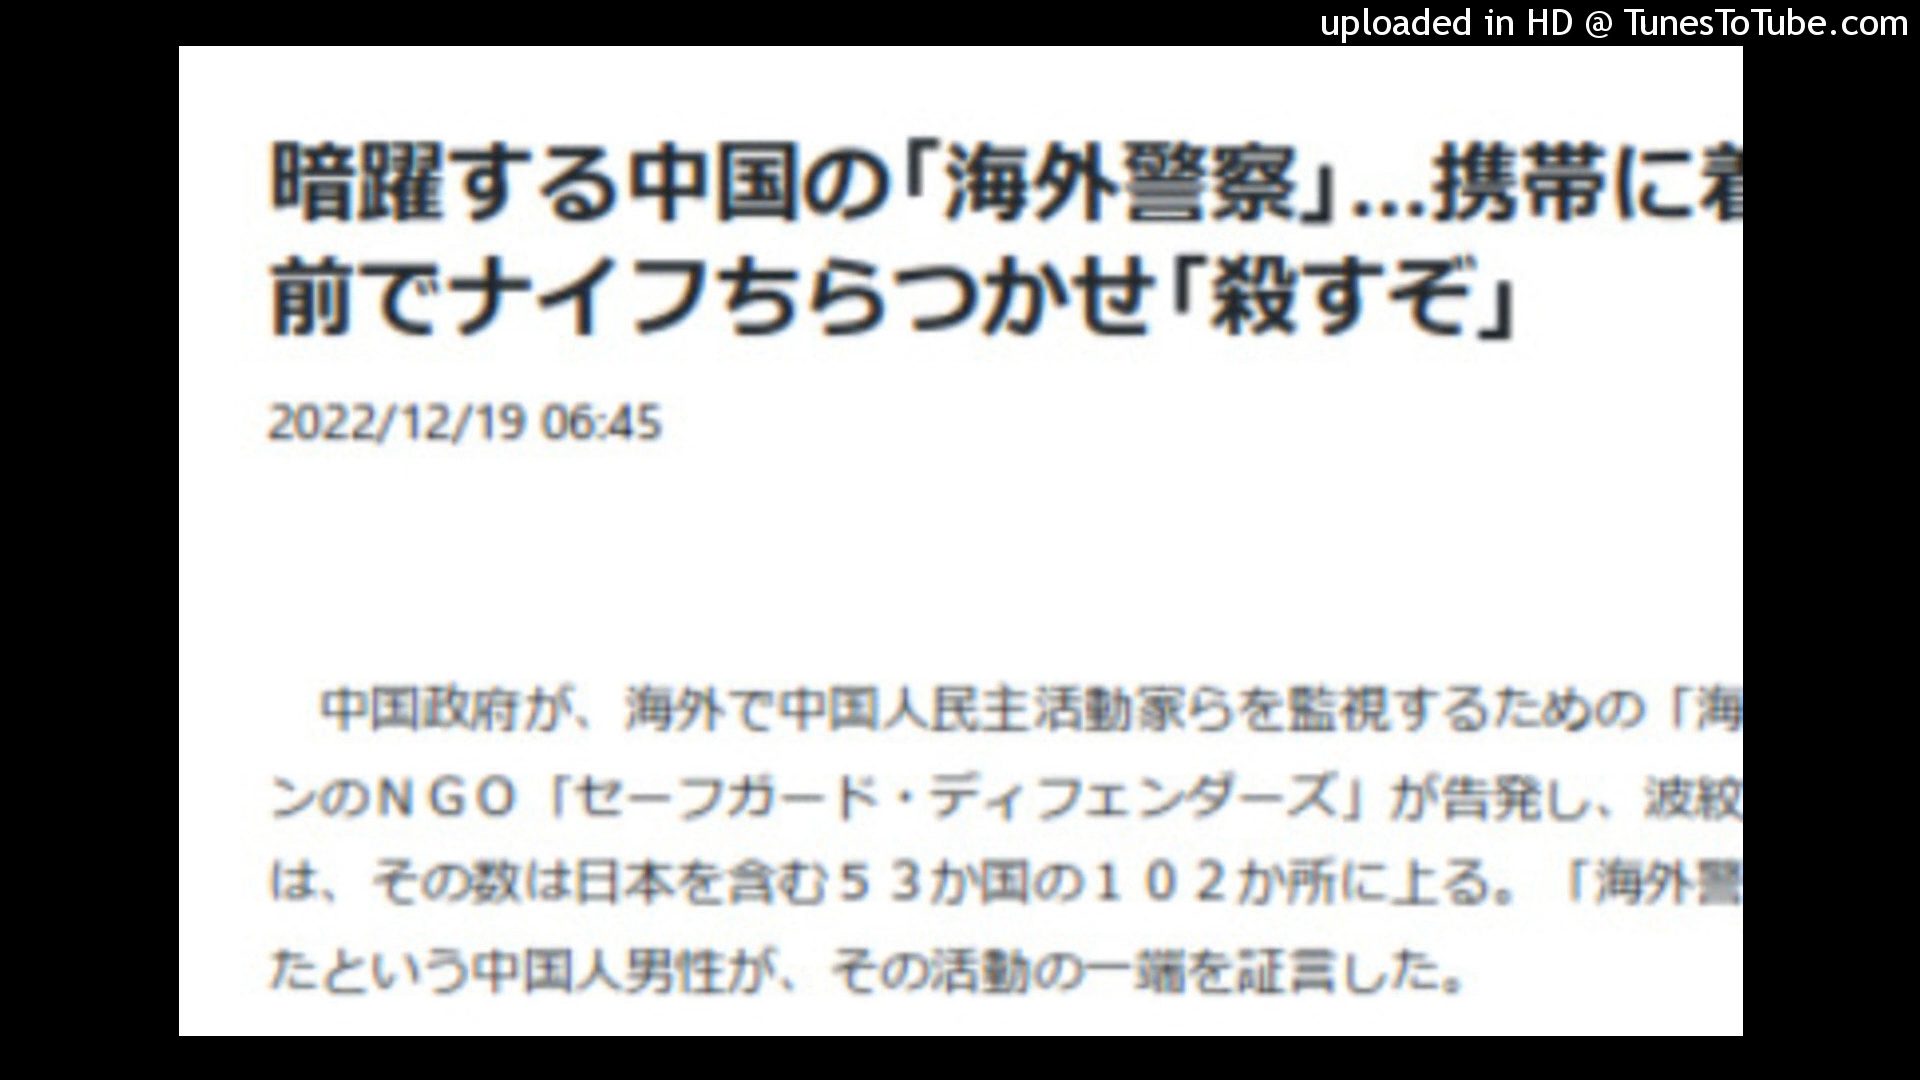 uploaded in HD @ TunesToTube.com
暗躍する中国の「海外警察」…携帯に着
前でナイフちらつかせ「殺すぞ」
2022/12/19 06:45
中国政府が、海外で中国人民主活動家らを監視するための「海
ンのＮＧＯ「セーフガード・ディフェンダーズ」が告発し、波紋
は、その数は日本を含む５３か国の１０２か所に上る。「海外警
たという中国人男性が、その活動の一端を証言した。